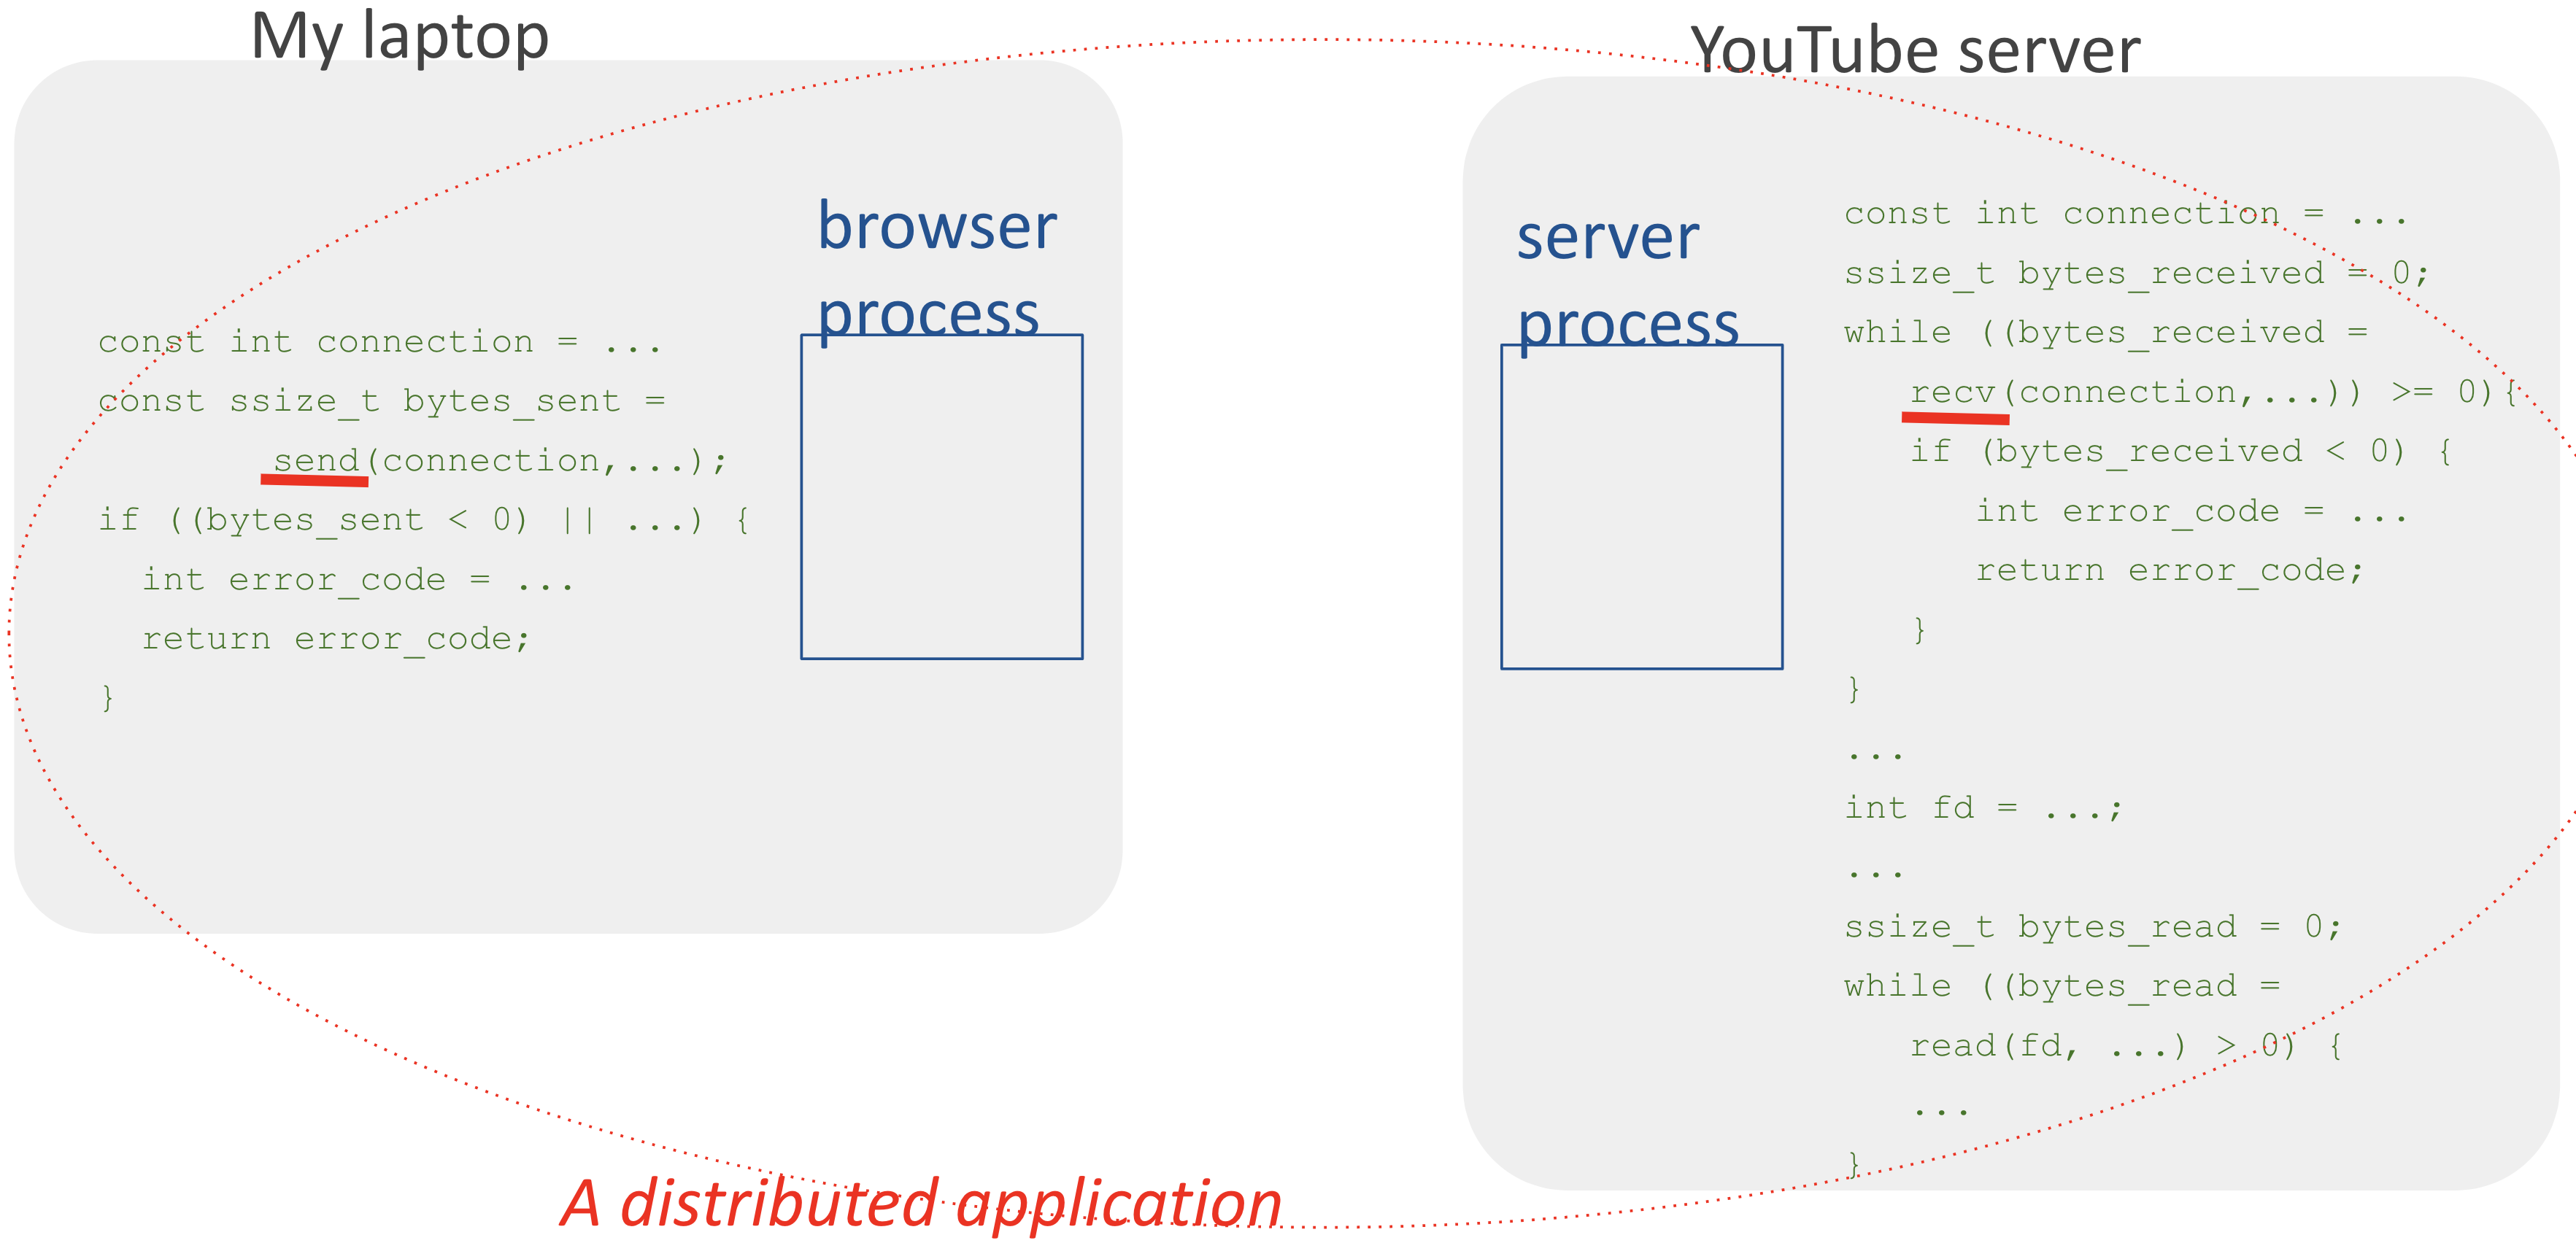 My laptop
browser
process
const int connection = ...
const ssize_t bytes_sent =
send(connection,...);
if ((bytes_sent < 0) || ...) {
int error_code = ...
return error_code;
}
YouTube server
server
process
const int connection = ...
ssize_t bytes_received = 0;
while ((bytes_received =
recv(connection,...)) >= 0){
if (bytes_received < 0) {
int error_code = ...
return error_code;
}
}
...
int fd = ...;
...
ssize_t bytes_read = 0;
while ((bytes_read =
read(fd, ...) > 0) {
...
}
A distributed application